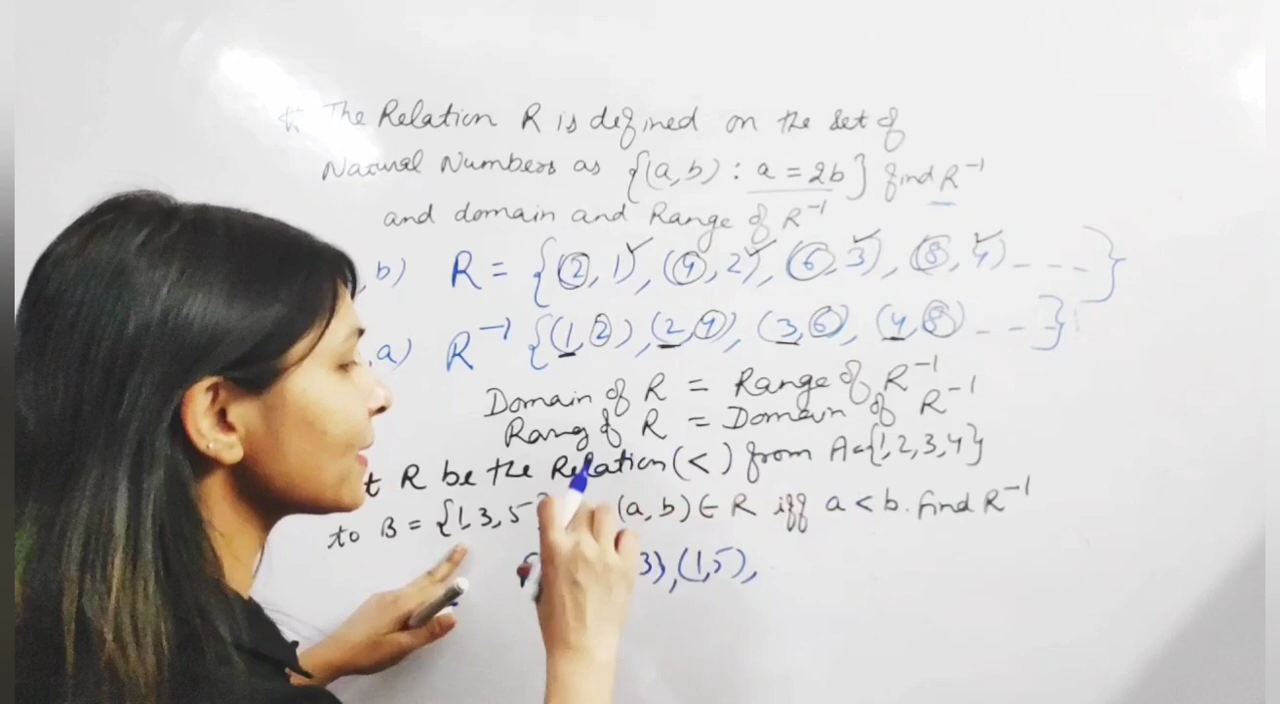 The Relation R is defined on the set of
Natural Numbers as {(a,b) : a = 2b} find R⁻¹
and domain and Range of R⁻¹
,b) R = {(2,1), (4,2), (6,3), (8,4) - - - - }
,a) R⁻¹ {(1,2), (2,4), (3,6), (4,8) - - - }
Domain of R = Range of R⁻¹
Rang of R = Domain of R⁻¹
t R be the Relation (<) from A={1,2,3,4}
to B = {1,3,5} (a,b) ∈ R iff a < b. find R⁻¹
3), (1,5),